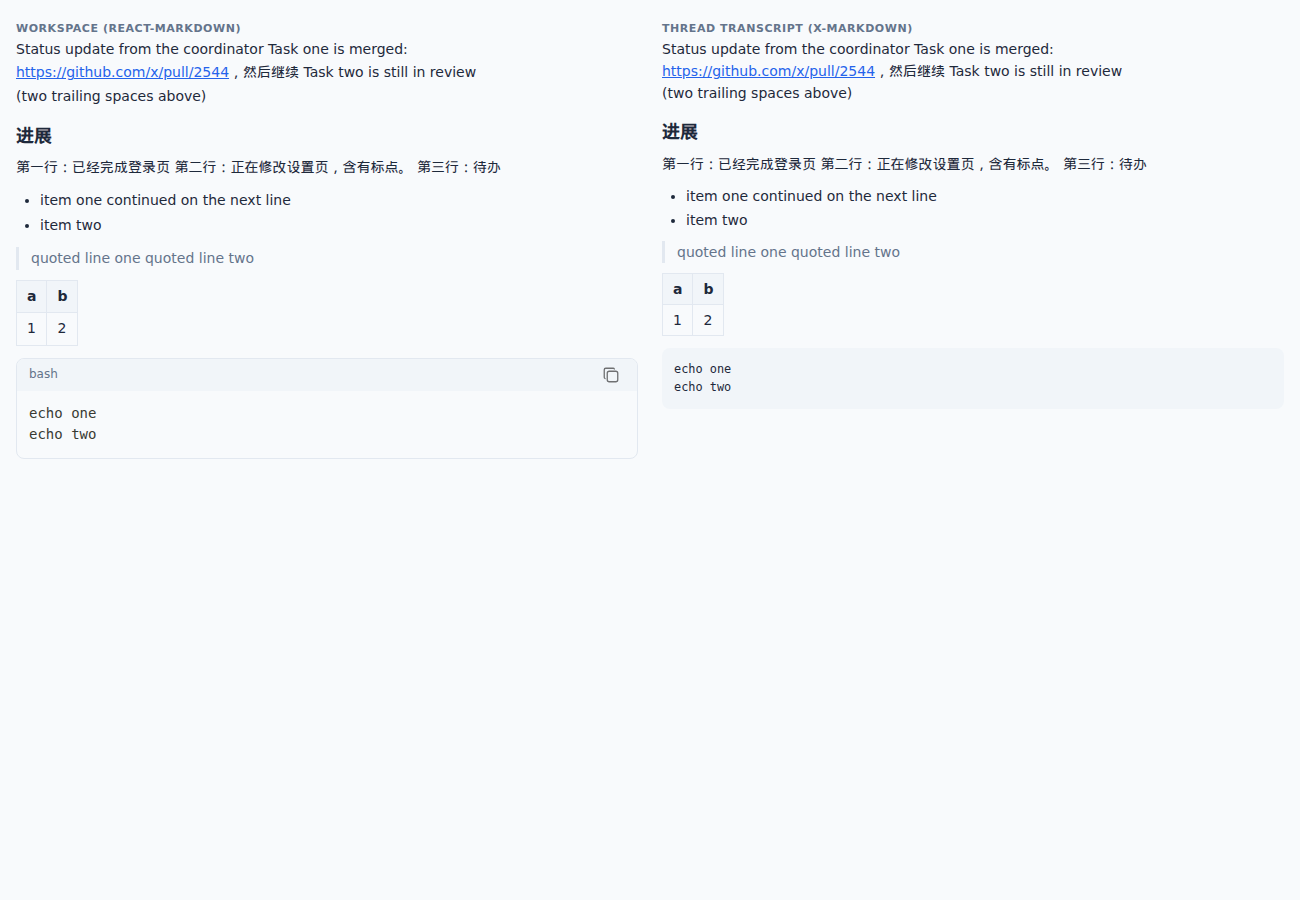 WORKSPACE (REACT-MARKDOWN)
Status update from the coordinator Task one is merged:
https://github.com/x/pull/2544 , 然后继续 Task two is still in review
(two trailing spaces above)
进展
第一行：已经完成登录页 第二行：正在修改设置页，含有标点。 第三行：待办
• item one continued on the next line
• item two
quoted line one quoted line two
a b
1 2
bash
echo one
echo two
THREAD TRANSCRIPT (X-MARKDOWN)
Status update from the coordinator Task one is merged:
https://github.com/x/pull/2544 , 然后继续 Task two is still in review
(two trailing spaces above)
进展
第一行：已经完成登录页 第二行：正在修改设置页，含有标点。 第三行：待办
• item one continued on the next line
• item two
quoted line one quoted line two
a b
1 2
echo one
echo two